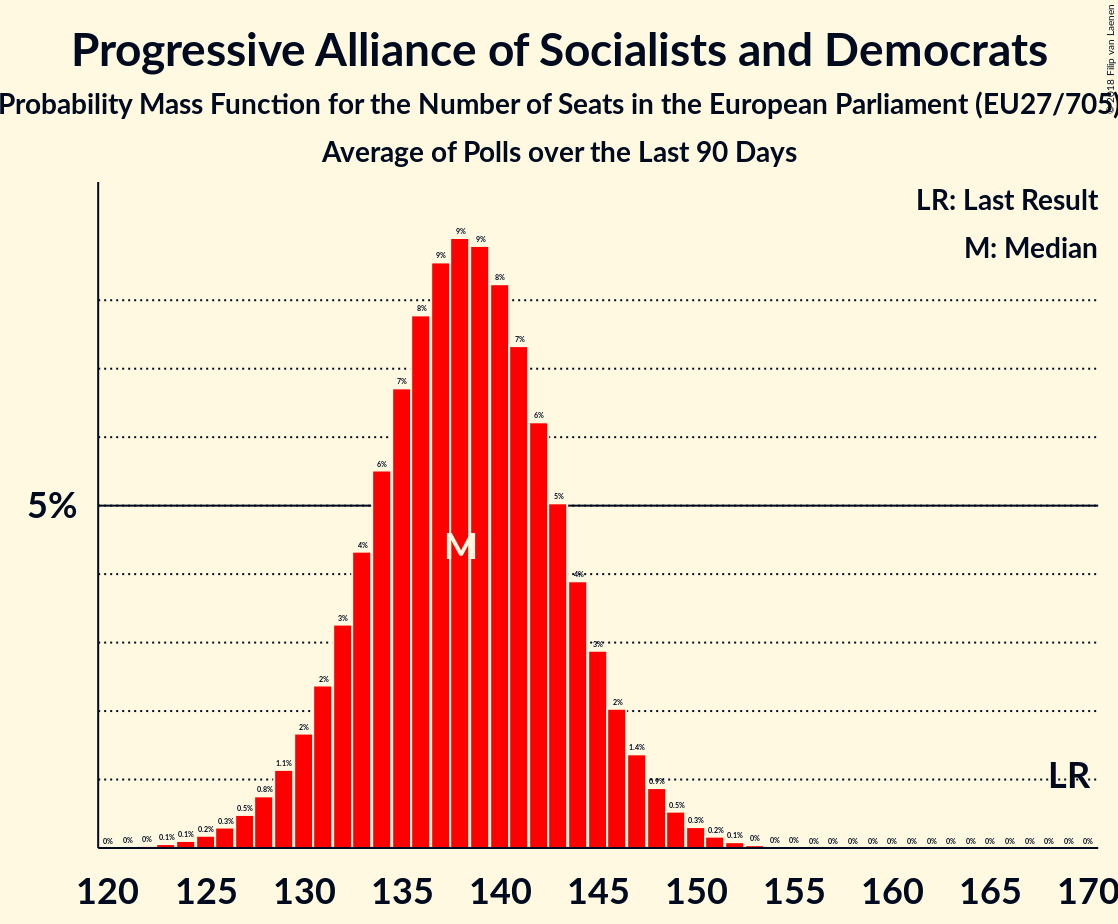 Progressive Alliance of Socialists and Democrats
Probability Mass Function for the Number of Seats in the European Parliament (EU27/705)
Average of Polls over the Last 90 Days
© 2018 Filip van Laenen
LR: Last Result
M: Median
5%
0% 0% 0% 0.1% 0.1% 0.2% 0.3% 0.5% 0.8% 1.1% 2% 2% 3% 4% 6% 7% 8% 9% 9% 9% 8% 7% 6% 5% 4% 3% 2% 1.4% 0.9% 0.5% 0.3% 0.2% 0.1% 0% 0% 0% 0% 0% 0% 0% 0% 0% 0% 0% 0% 0% 0% 0% 0% 0% 0%
M
LR
120 125 130 135 140 145 150 155 160 165 170